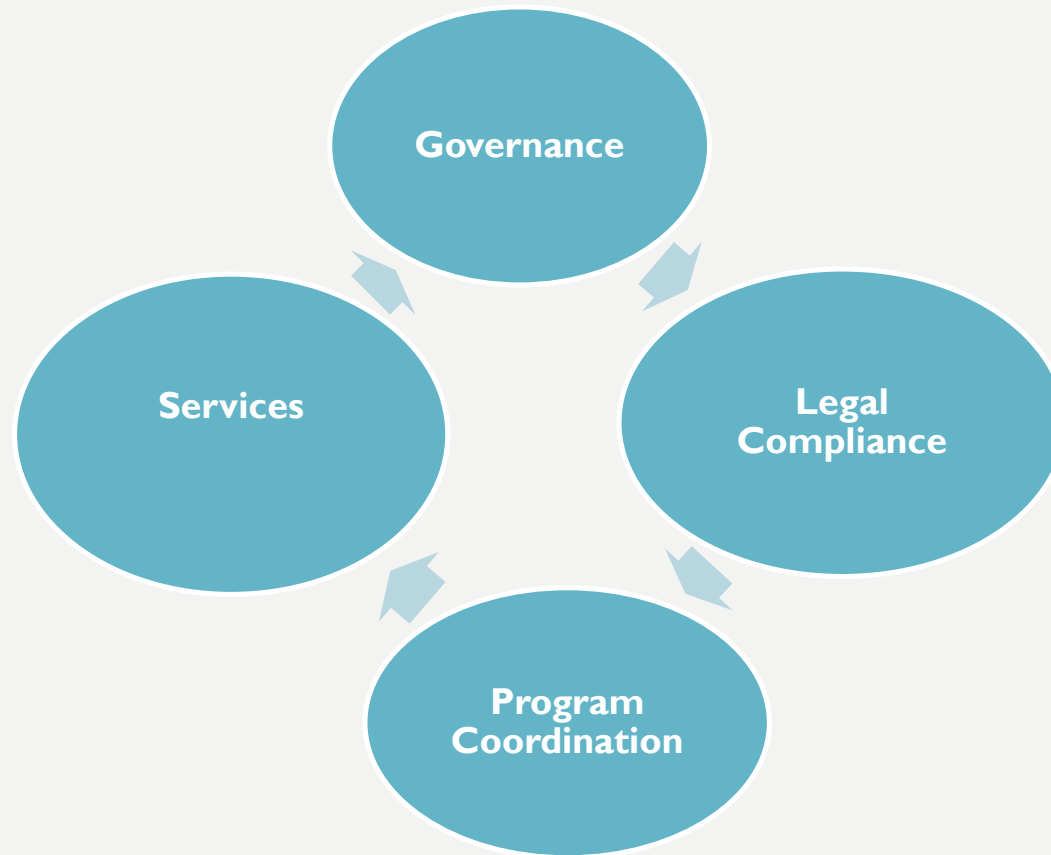 Governance
Services
Legal
Compliance
Program
Coordination